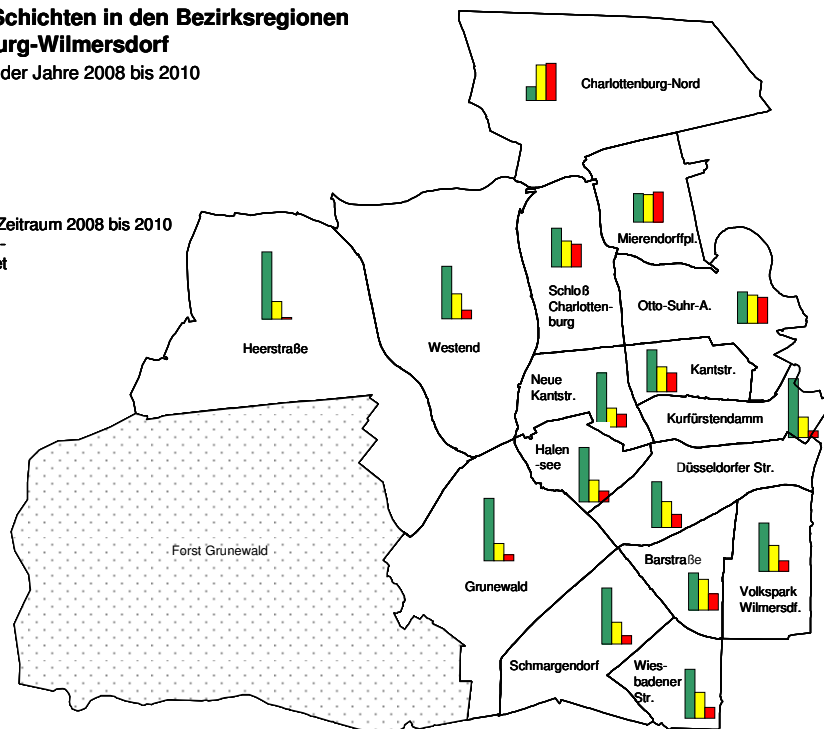 Schichten in den Bezirksregionen
urg-Wilmersdorf
der Jahre 2008 bis 2010
Charlottenburg-Nord
Zeitraum 2008 bis 2010
-
et
Mierendorffpl.
Schloß
Charlotten-
burg
Otto-Suhr-A.
Heerstraße
Westend
Kantstr.
Neue
Kantstr.
Kurfürstendamm
Halen
-see
Düsseldorfer Str.
Forst Grunewald
Barstraße
Grunewald
Volkspark
Wilmersdf.
Schmargendorf
Wies-
badener
Str.